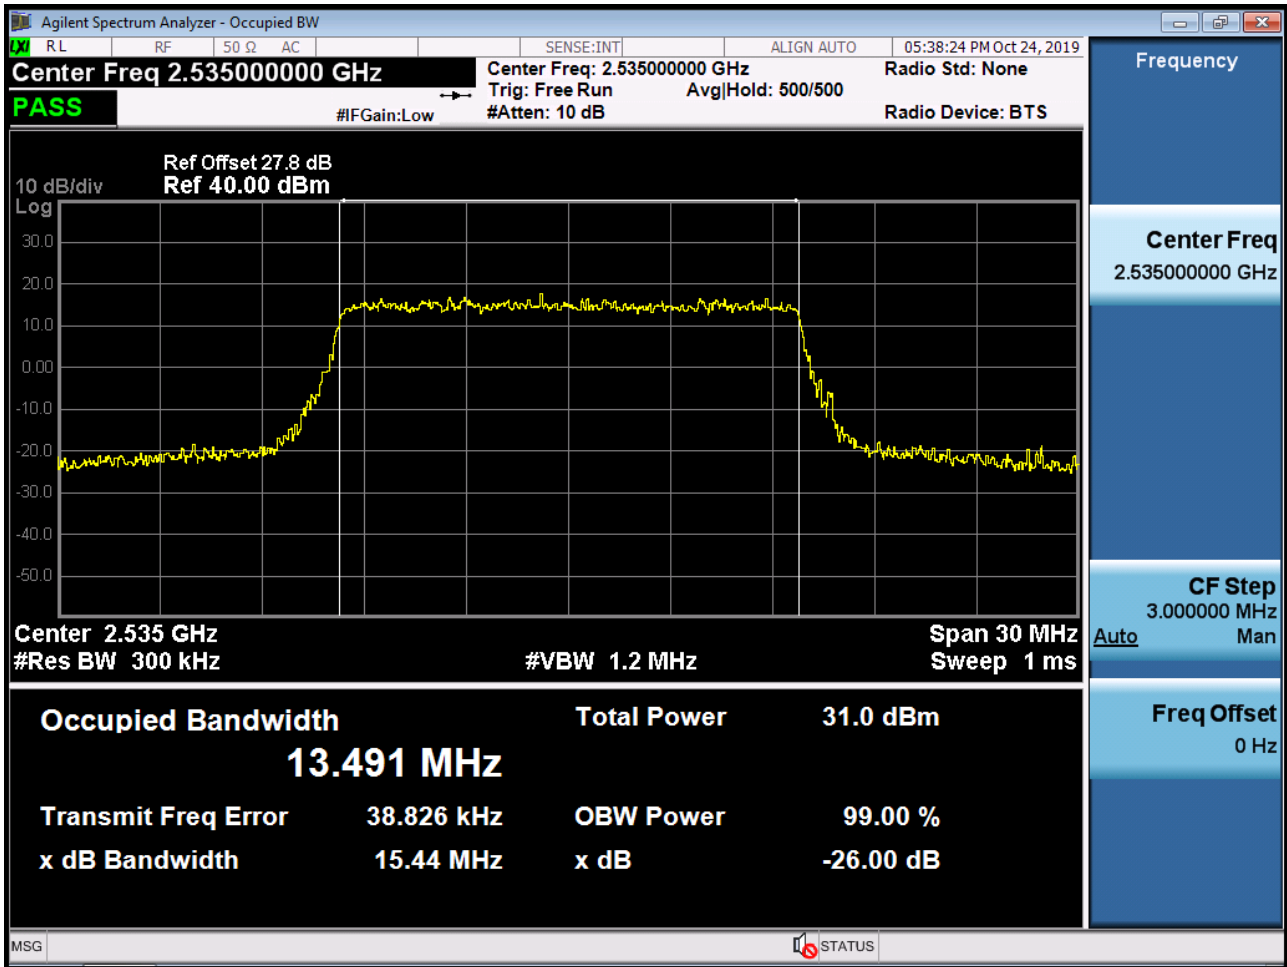 Agilent Spectrum Analyzer - Occupied BW
LXI RL RF 50 Ω AC SENSE:INT ALIGN AUTO 05:38:24 PM Oct 24, 2019
Center Freq 2.535000000 GHz
PASS
#IFGain:Low
Center Freq: 2.535000000 GHz
Trig: Free Run Avg|Hold: 500/500
#Atten: 10 dB
Radio Std: None
Radio Device: BTS
Ref Offset 27.8 dB
10 dB/div Ref 40.00 dBm
Log
30.0
20.0
10.0
0.00
-10.0
-20.0
-30.0
-40.0
-50.0
Center 2.535 GHz Span 30 MHz
#Res BW 300 kHz #VBW 1.2 MHz Sweep 1 ms
Occupied Bandwidth Total Power 31.0 dBm
13.491 MHz
Transmit Freq Error 38.826 kHz OBW Power 99.00 %
x dB Bandwidth 15.44 MHz x dB -26.00 dB
Frequency
Center Freq
2.535000000 GHz
CF Step
3.000000 MHz
Auto Man
Freq Offset
0 Hz
MSG STATUS